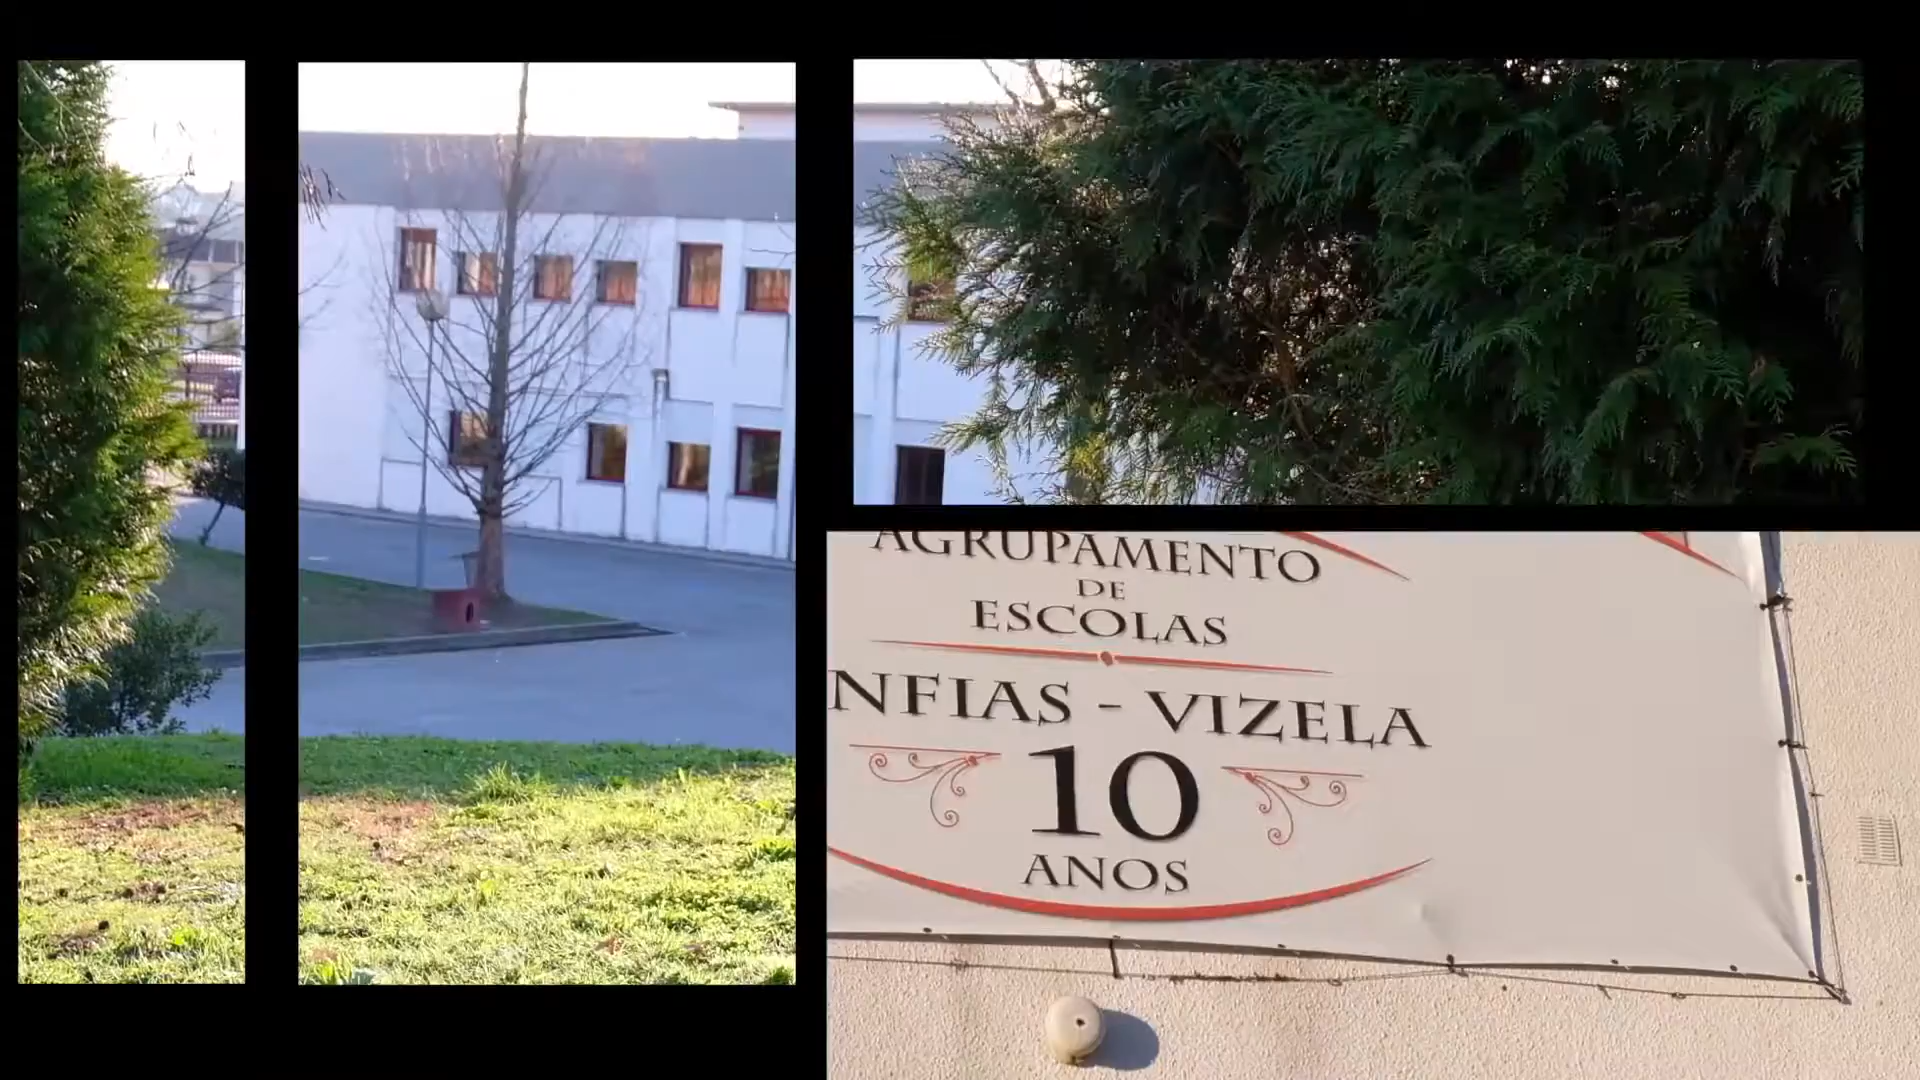 AGRUPAMENTO
DE
ESCOLAS
NFIAS - VIZELA
10
ANOS